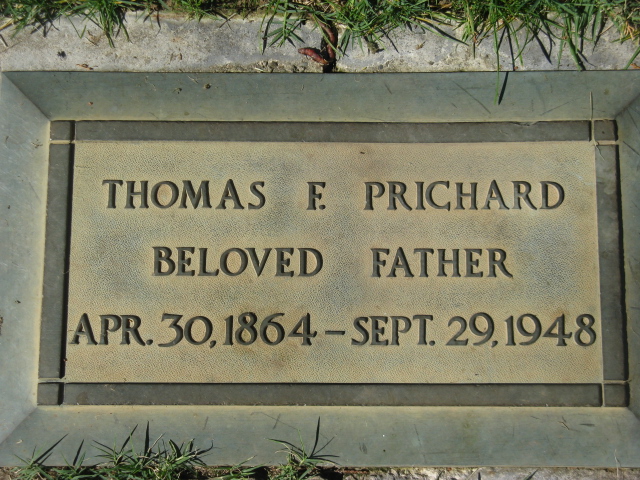 THOMAS F. PRICHARD
BELOVED FATHER
APR. 30, 1864 – SEPT. 29, 1948